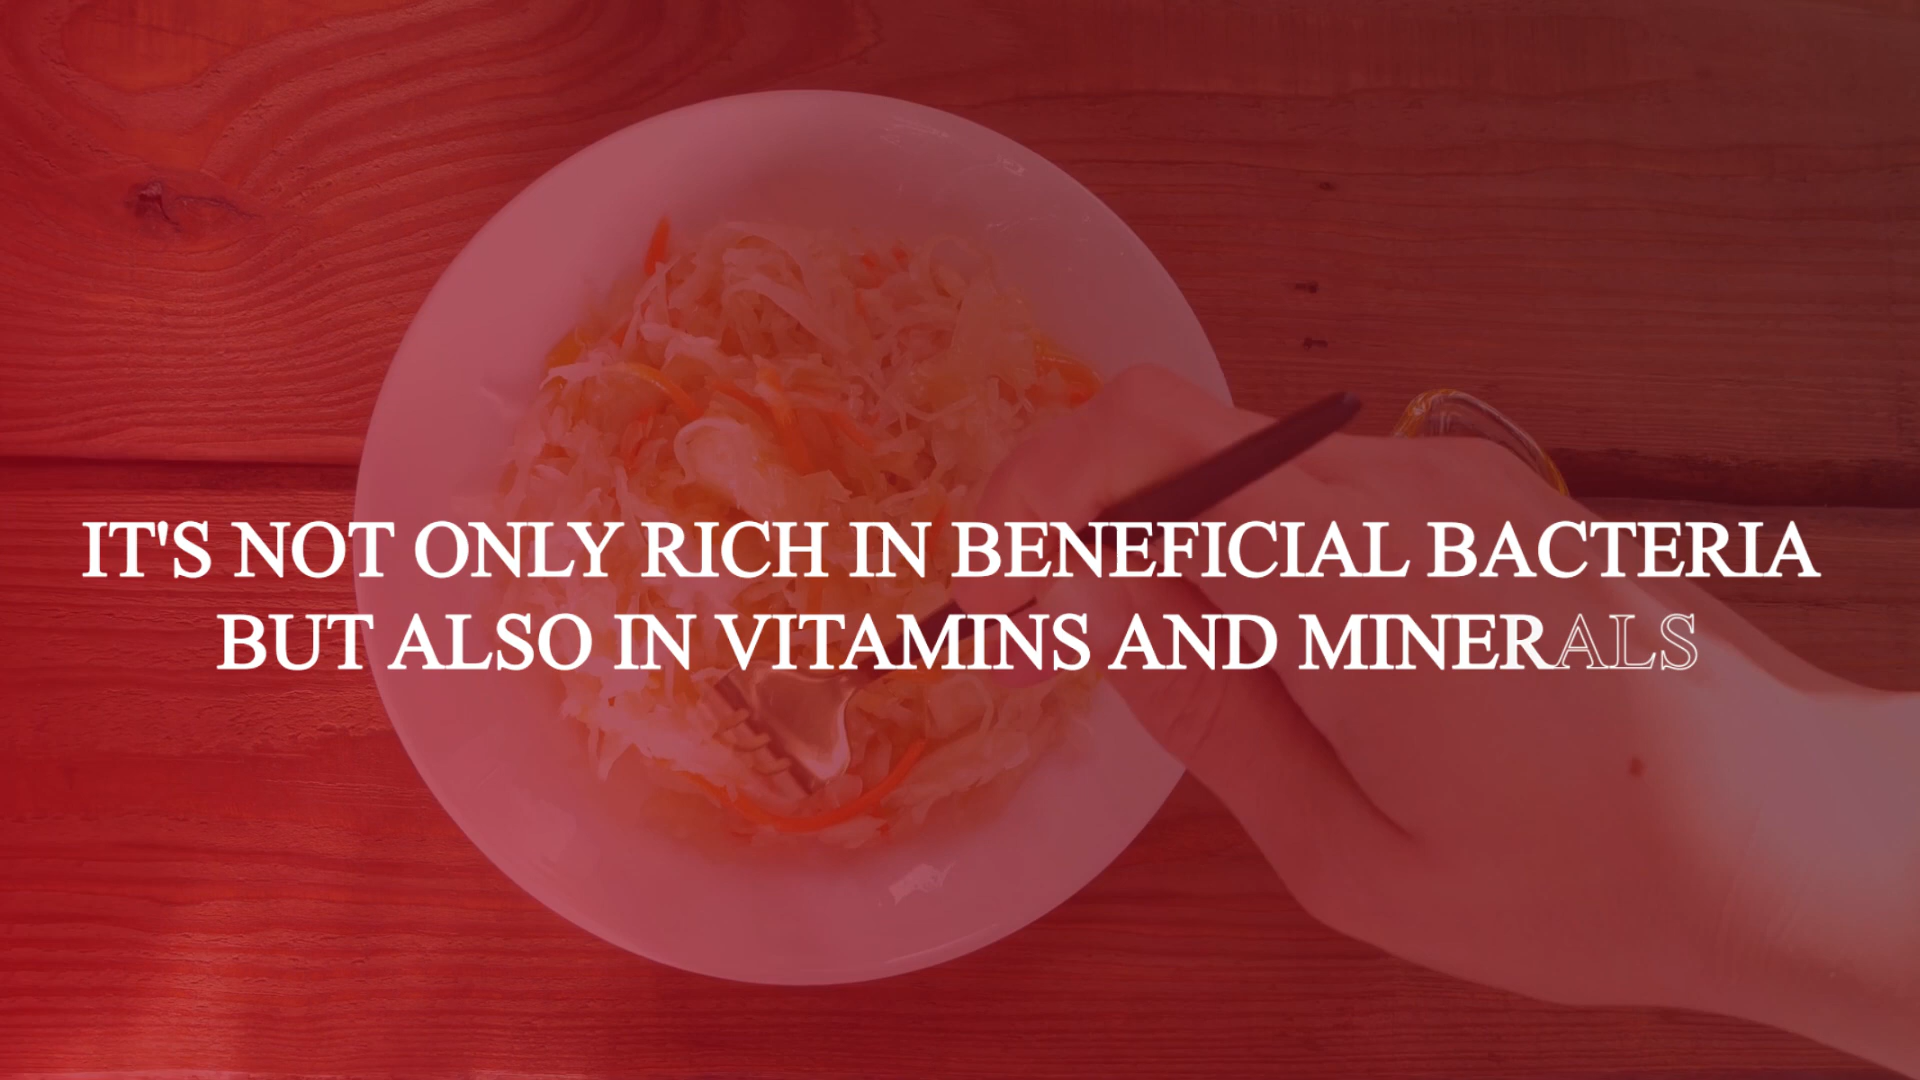 IT'S NOT ONLY RICH IN BENEFICIAL BACTERIA
BUT ALSO IN VITAMINS AND MINERALS